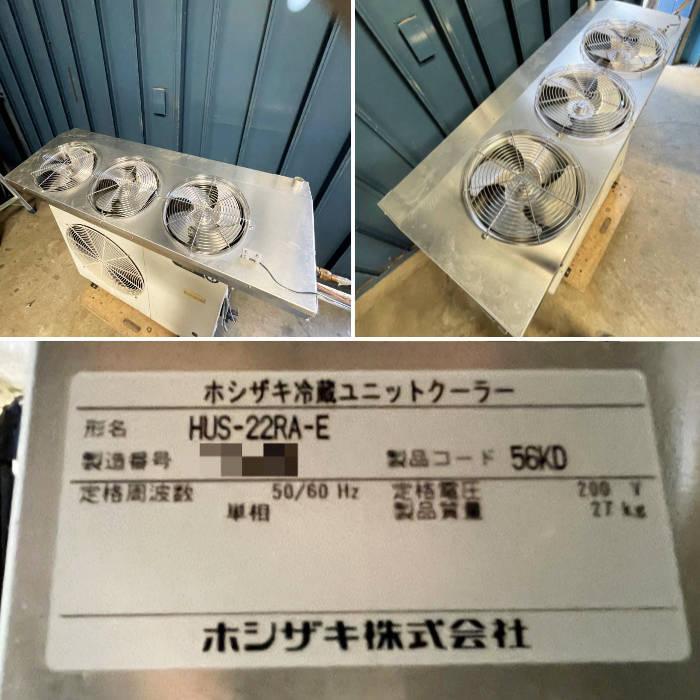 ホシザキ冷蔵ユニットクーラー
形名 HUS-22RA-E
製造番号 製品コード 56KD
定格周波数 50/60 Hz 定格電圧 200 V
単相 製品質量 27 kg
ホシザキ株式会社